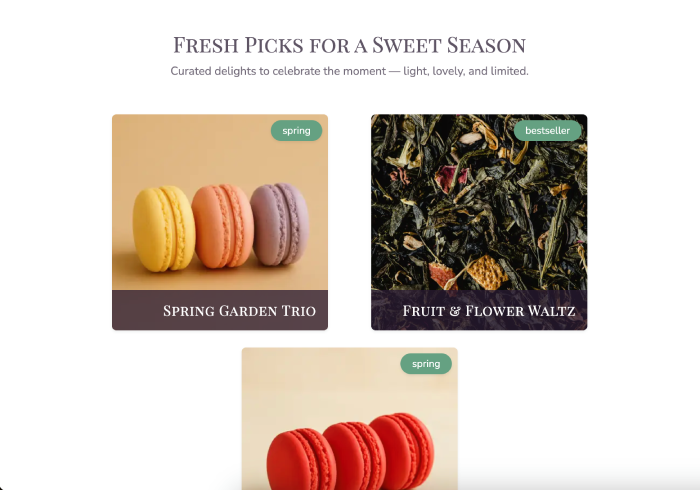 Fresh Picks for a Sweet Season
Curated delights to celebrate the moment — light, lovely, and limited.
spring
bestseller
Spring Garden Trio
Fruit & Flower Waltz
spring